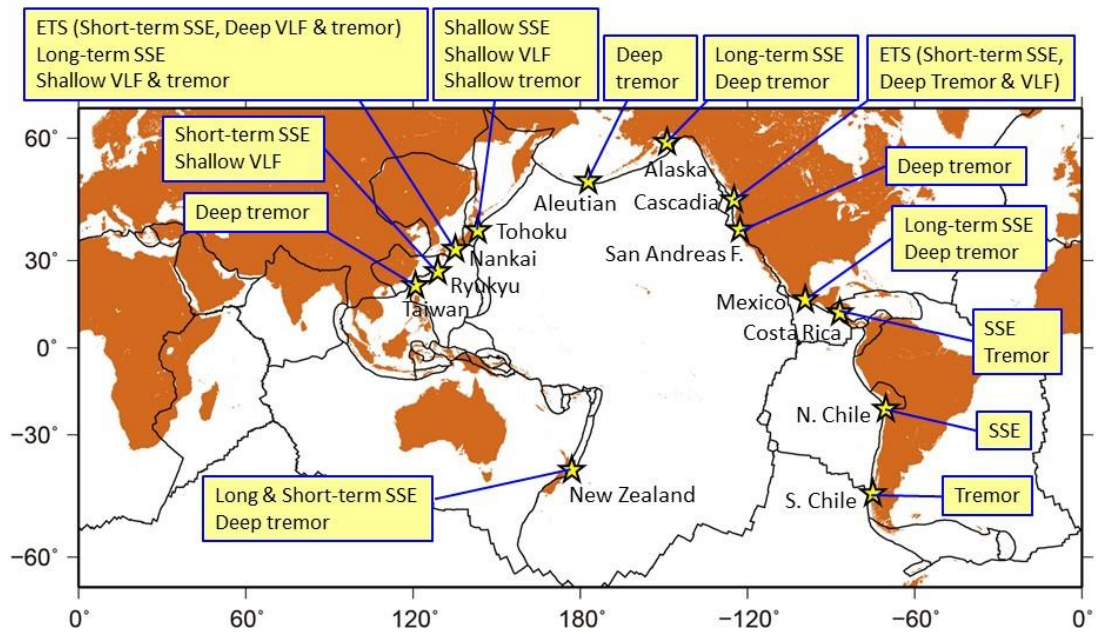 ETS (Short-term SSE, Deep VLF & tremor)
Long-term SSE
Shallow VLF & tremor
Shallow SSE
Shallow VLF
Shallow tremor
Deep
tremor
Long-term SSE
Deep tremor
ETS (Short-term SSE,
Deep Tremor & VLF)
Short-term SSE
Shallow VLF
Deep tremor
Deep tremor
Long-term SSE
Deep tremor
SSE
Tremor
SSE
Tremor
Long & Short-term SSE
Deep tremor
Alaska
Aleutian
Cascadia
Tohoku
Nankai
San Andreas F.
Ryukyu
Taiwan
Mexico
Costa Rica
N. Chile
New Zealand
S. Chile
60˚
30˚
0˚
−30˚
−60˚
0˚
60˚
120˚
180˚
−120˚
−60˚
0˚